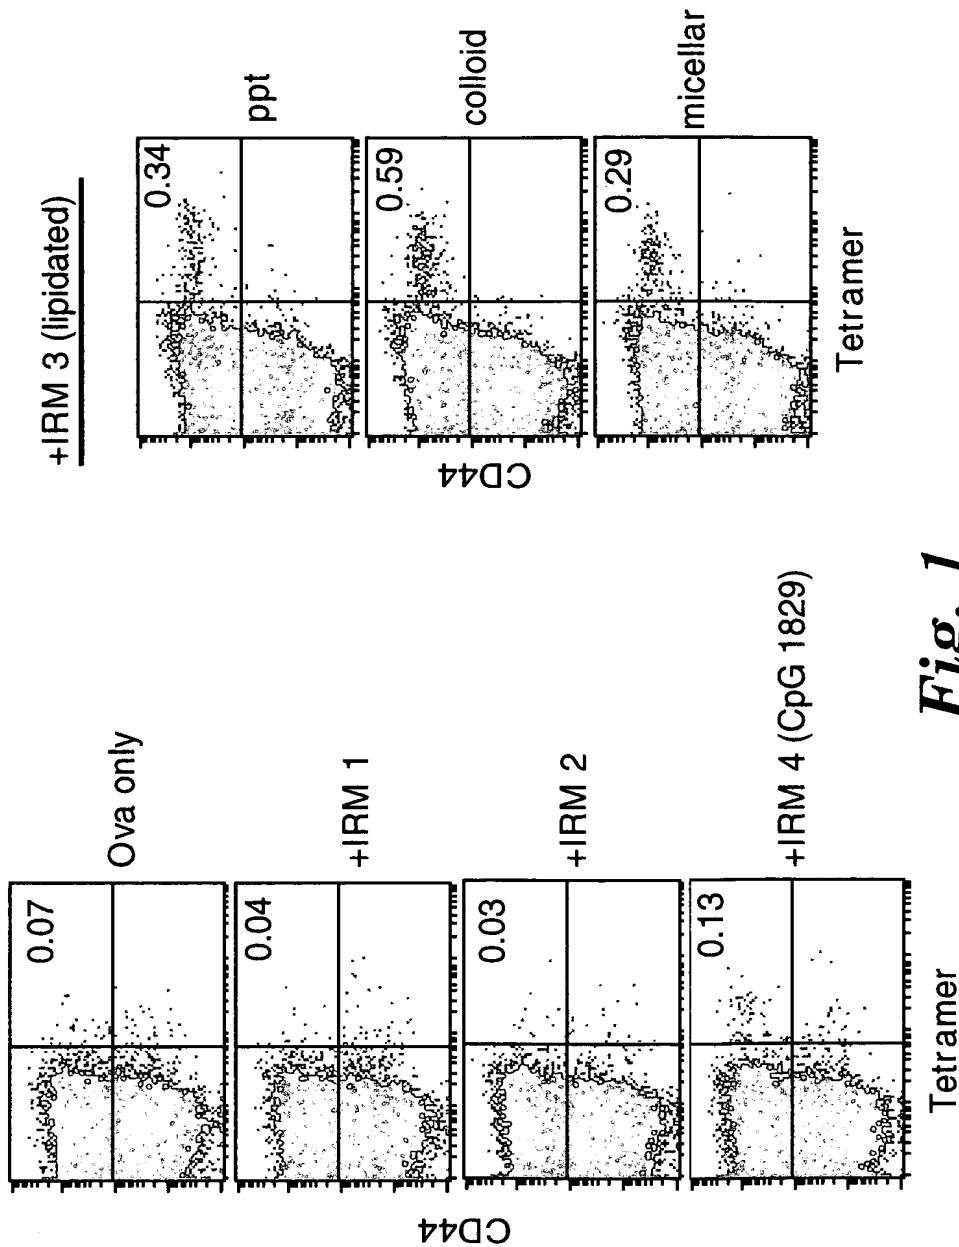 0.07
Ova only
0.04
+IRM 1
0.03
+IRM 2
0.13
+IRM 4 (CpG 1829)
CD44
Tetramer
+IRM 3 (lipidated)
0.34
ppt
0.59
colloid
0.29
micellar
CD44
Tetramer
Fig. 1